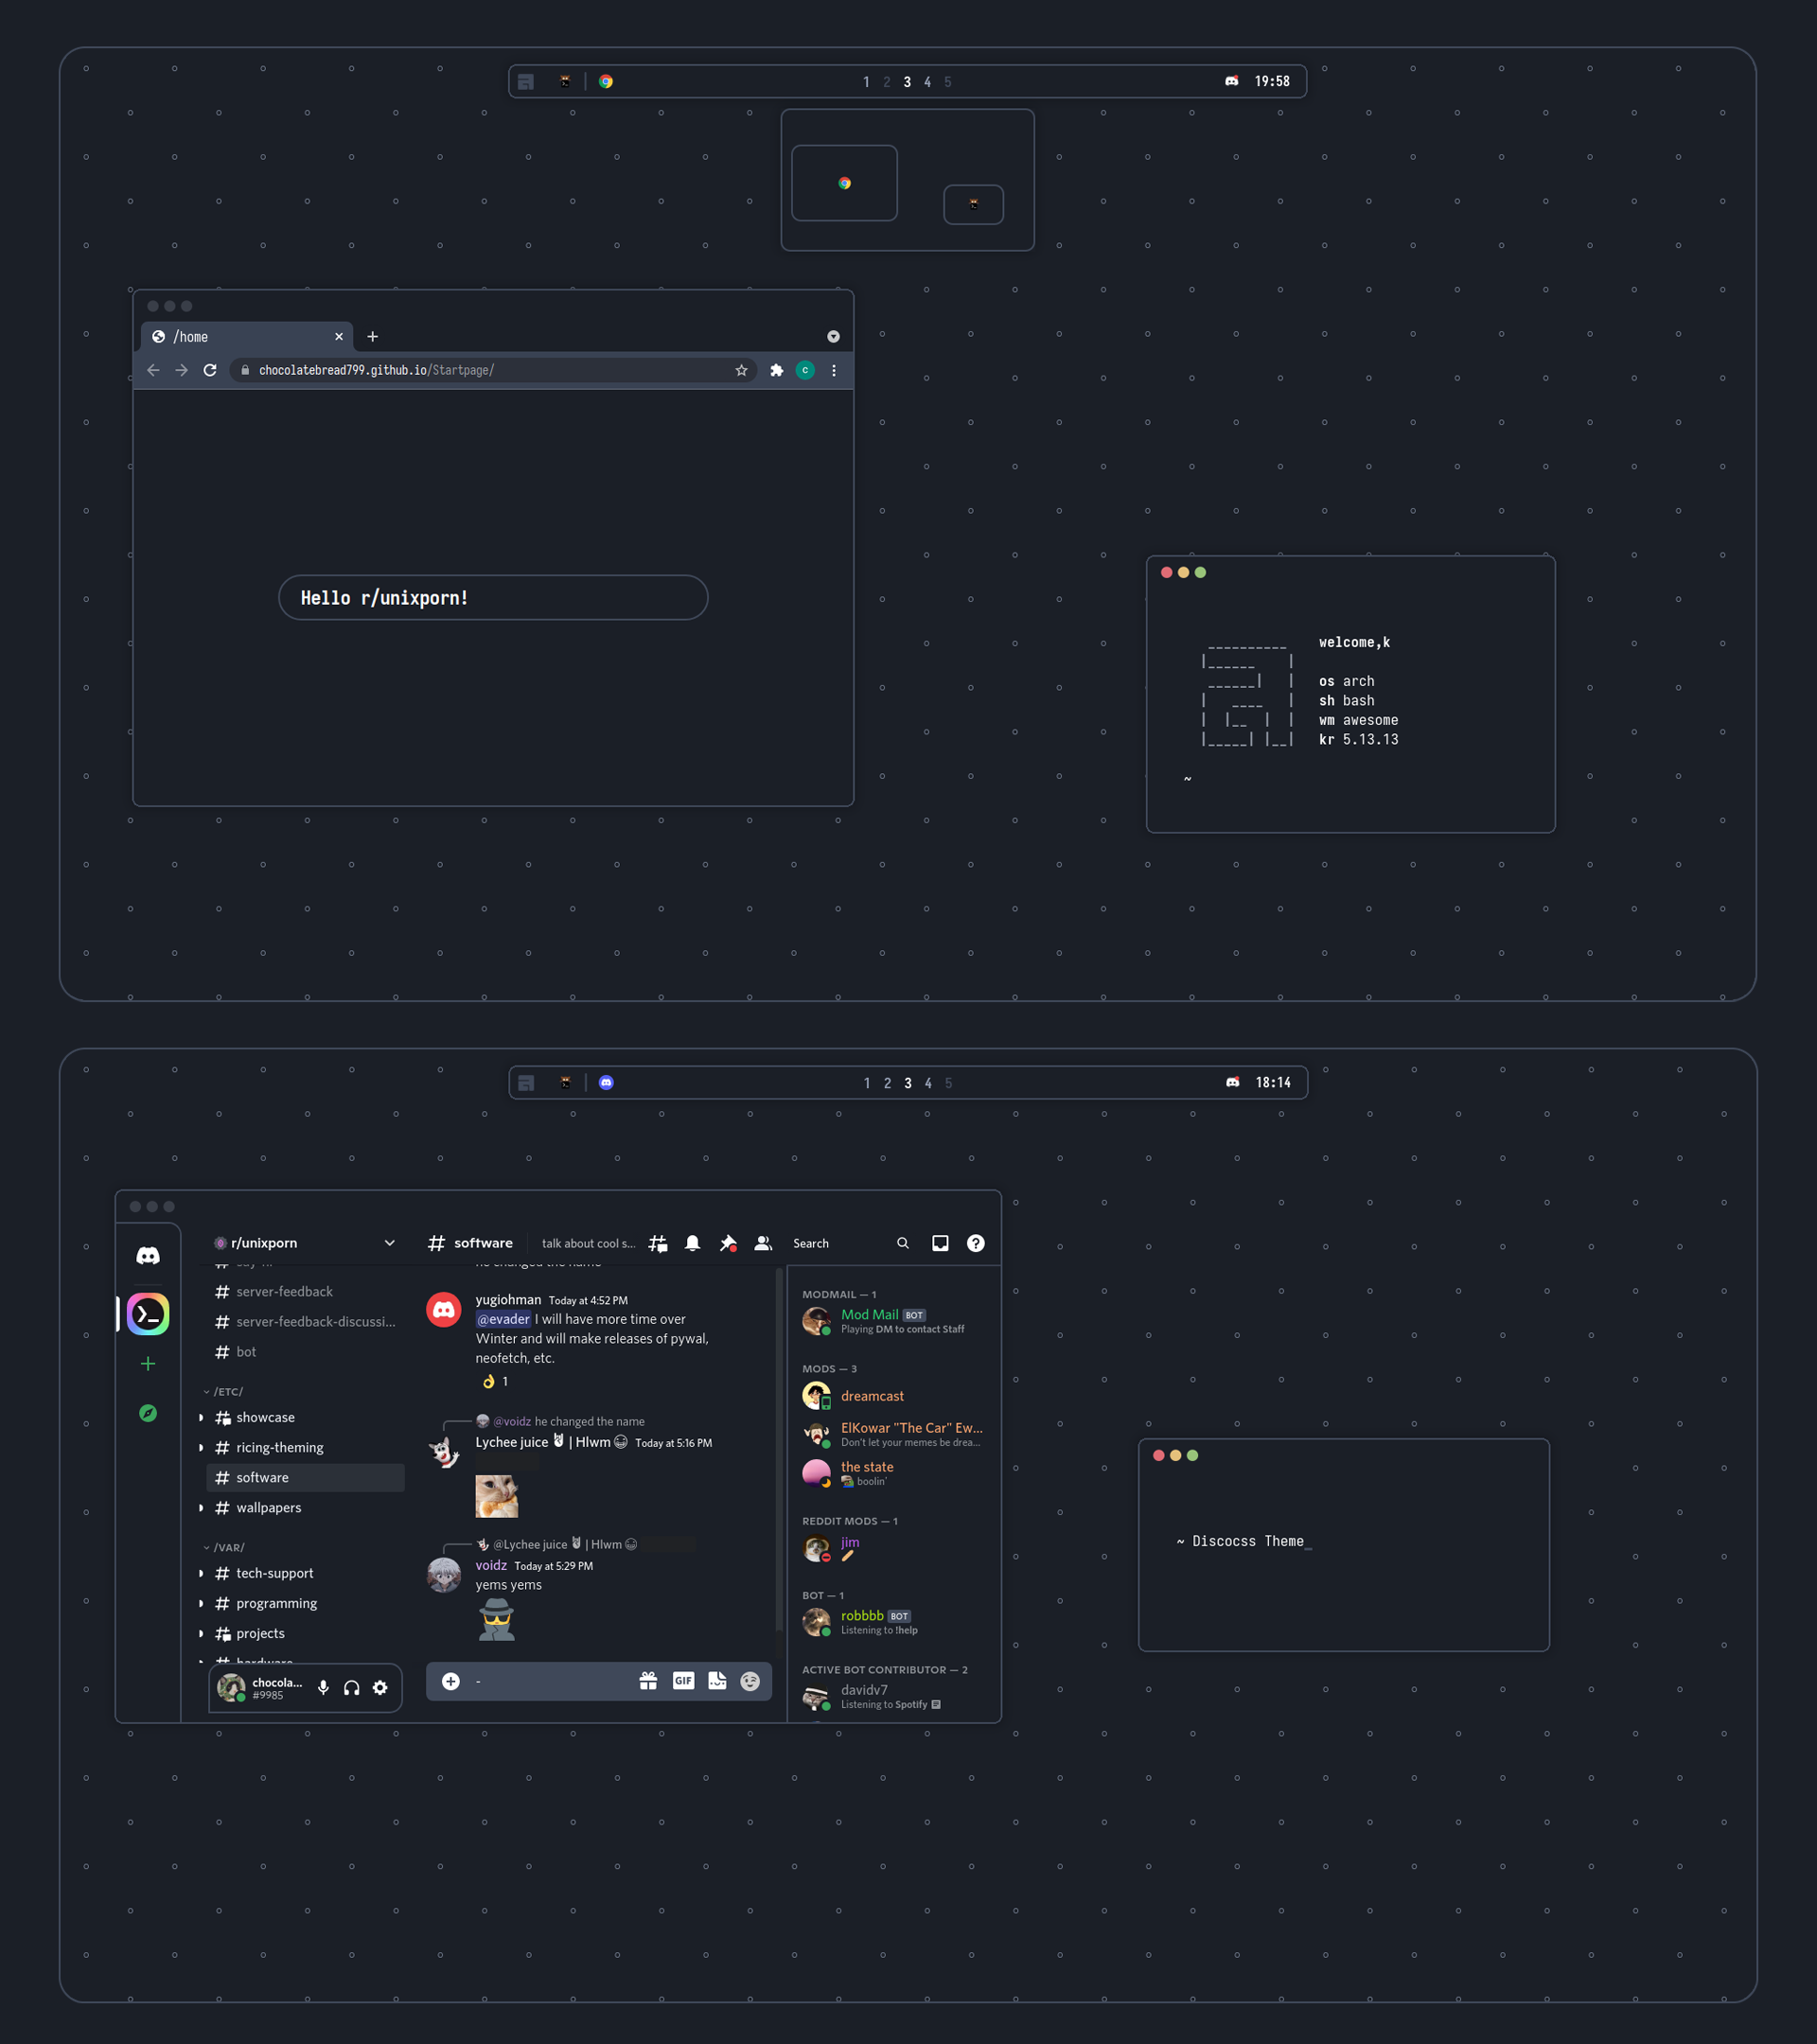 1 2 3 4 5
19:58
/home
chocolatebread799.github.io/Startpage/
C
Hello r/unixporn!
welcome,k
os arch
sh bash
wm awesome
kr 5.13.13
~
1 2 3 4 5
18:14
r/unixporn
server-feedback
server-feedback-discussi...
bot
/ETC/
showcase
ricing-theming
software
wallpapers
/VAR/
tech-support
programming
projects
hardware
chocola...
#9985
software
talk about cool s...
Search
he changed the name
yugiohman Today at 4:52 PM
@evader I will have more time over
Winter and will make releases of pywal,
neofetch, etc.
1
@voidz he changed the name
Lychee juice | Hlwm Today at 5:16 PM
@Lychee juice | Hlwm
voidz Today at 5:29 PM
yems yems
-
GIF
MODMAIL — 1
Mod Mail BOT
Playing DM to contact Staff
MODS — 3
dreamcast
ElKowar "The Car" Ew...
Don't let your memes be drea...
the state
boolin'
REDDIT MODS — 1
jim
BOT — 1
robbbb BOT
Listening to !help
ACTIVE BOT CONTRIBUTOR — 2
davidv7
Listening to Spotify
~ Discocss Theme_